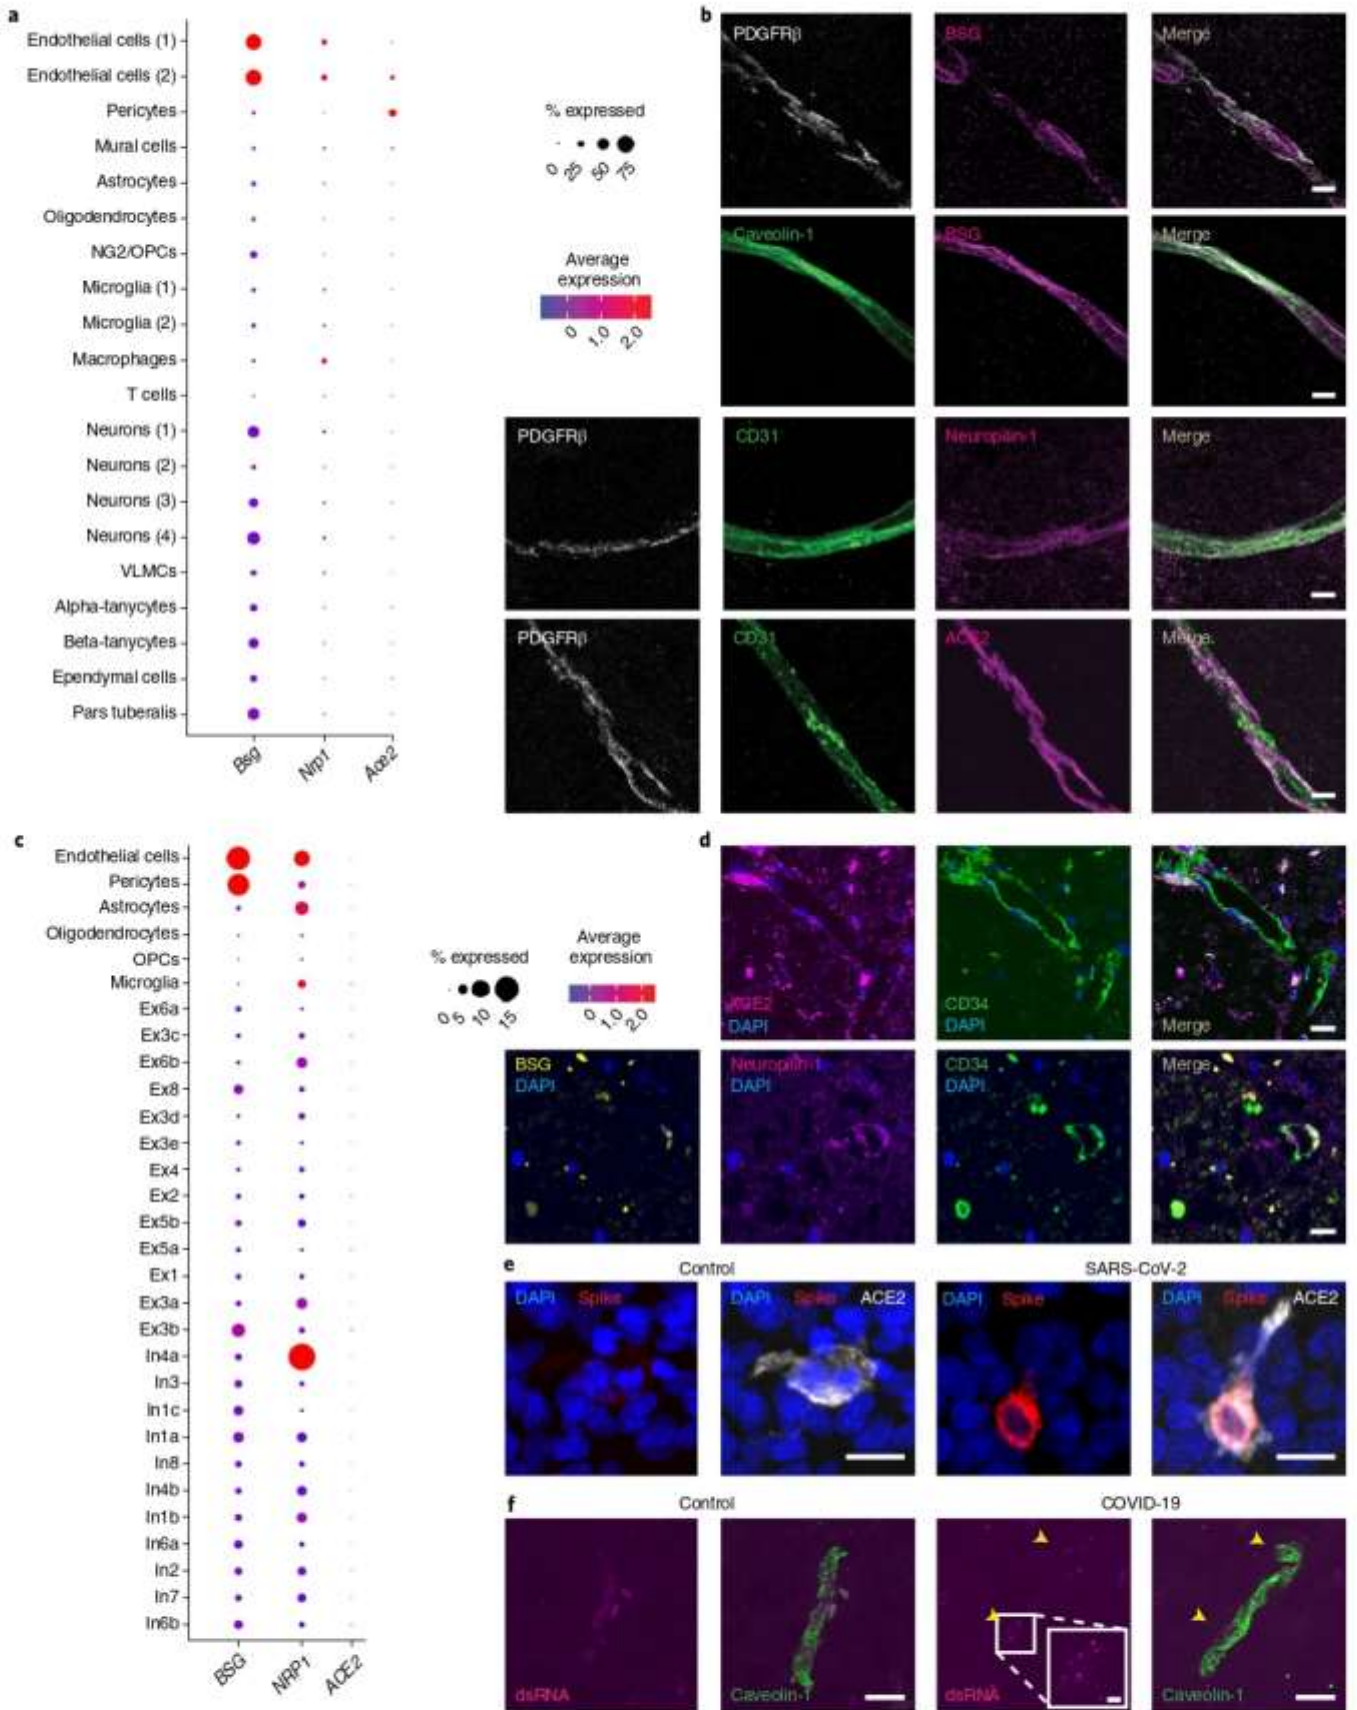 a
Endothelial cells (1)
Endothelial cells (2)
Pericytes
Mural cells
Astrocytes
Oligodendrocytes
NG2/OPCs
Microglia (1)
Microglia (2)
Macrophages
T cells
Neurons (1)
Neurons (2)
Neurons (3)
Neurons (4)
VLMCs
Alpha-tanycytes
Beta-tanycytes
Ependymal cells
Pars tuberalis
Bsg Nrp1 Ace2
% expressed
0 25 50 75
Average
expression
0 1.0 2.0
b
PDGFRβ BSG Merge
Caveolin-1 BSG Merge
PDGFRβ CD31 Neuropilin-1 Merge
PDGFRβ CD31 ACE2 Merge
c
Endothelial cells
Pericytes
Astrocytes
Oligodendrocytes
OPCs
Microglia
Ex6a
Ex3c
Ex6b
Ex8
Ex3d
Ex3e
Ex4
Ex2
Ex5b
Ex5a
Ex1
Ex3a
Ex3b
In4a
In3
In1c
In1a
In8
In4b
In1b
In6a
In2
In7
In6b
BSG NRP1 ACE2
% expressed
0 5 10 15
Average
expression
0 1.0 2.0
d
ACE2
DAPI
CD34
DAPI
Merge
BSG
DAPI
Neuropilin-1
DAPI
CD34
DAPI
Merge
e
Control SARS-CoV-2
DAPI Spike DAPI Spike ACE2 DAPI Spike DAPI Spike ACE2
f
Control COVID-19
dsRNA Caveolin-1 dsRNA Caveolin-1